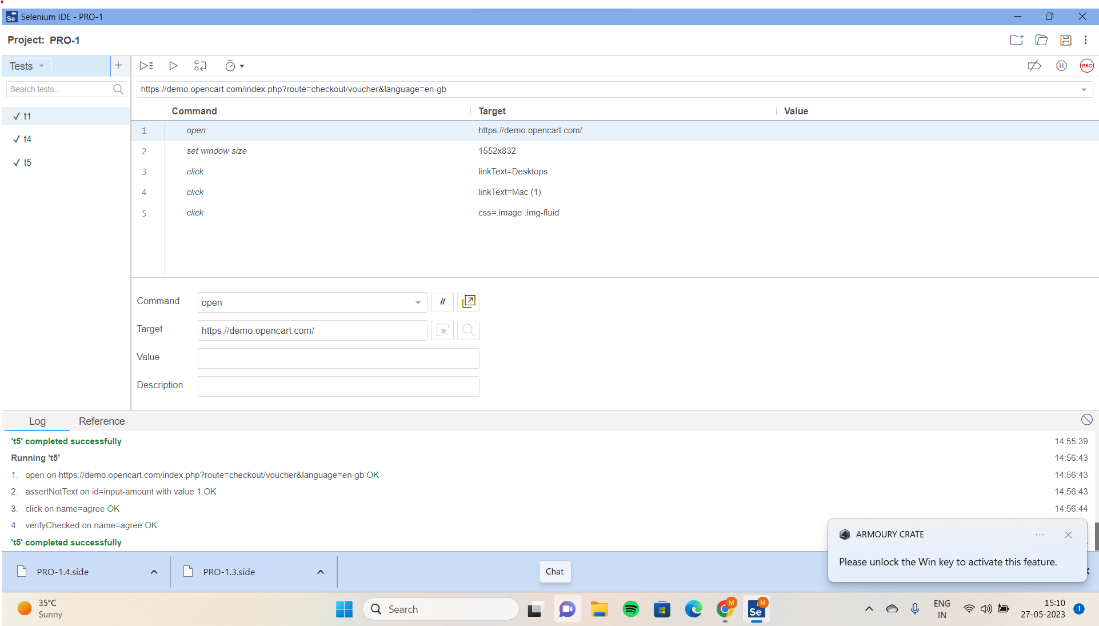 Se Selenium IDE - PRO-1
Project: PRO-1
Tests
REC
Search tests...
https://demo.opencart.com/index.php?route=checkout/voucher&language=en-gb
Command Target Value
✓ t1
✓ t4
✓ t5
1 open https://demo.opencart.com/
2 set window size 1552x832
3 click linkText=Desktops
4 click linkText=Mac (1)
5 click css=.image .img-fluid
Command open //
Target https://demo.opencart.com/
Value
Description
Log Reference
't5' completed successfully 14:55:39
Running 't5' 14:56:43
1. open on https://demo.opencart.com/index.php?route=checkout/voucher&language=en-gb OK 14:56:43
2. assertNotText on id=input-amount with value 1 OK 14:56:43
3. click on name=agree OK 14:56:44
4. verifyChecked on name=agree OK
't5' completed successfully
ARMOURY CRATE
Please unlock the Win key to activate this feature.
PRO-1.4.side PRO-1.3.side Chat
35°C
Sunny
Search
M
Se
M
ENG
IN
15:10
27-05-2023
1